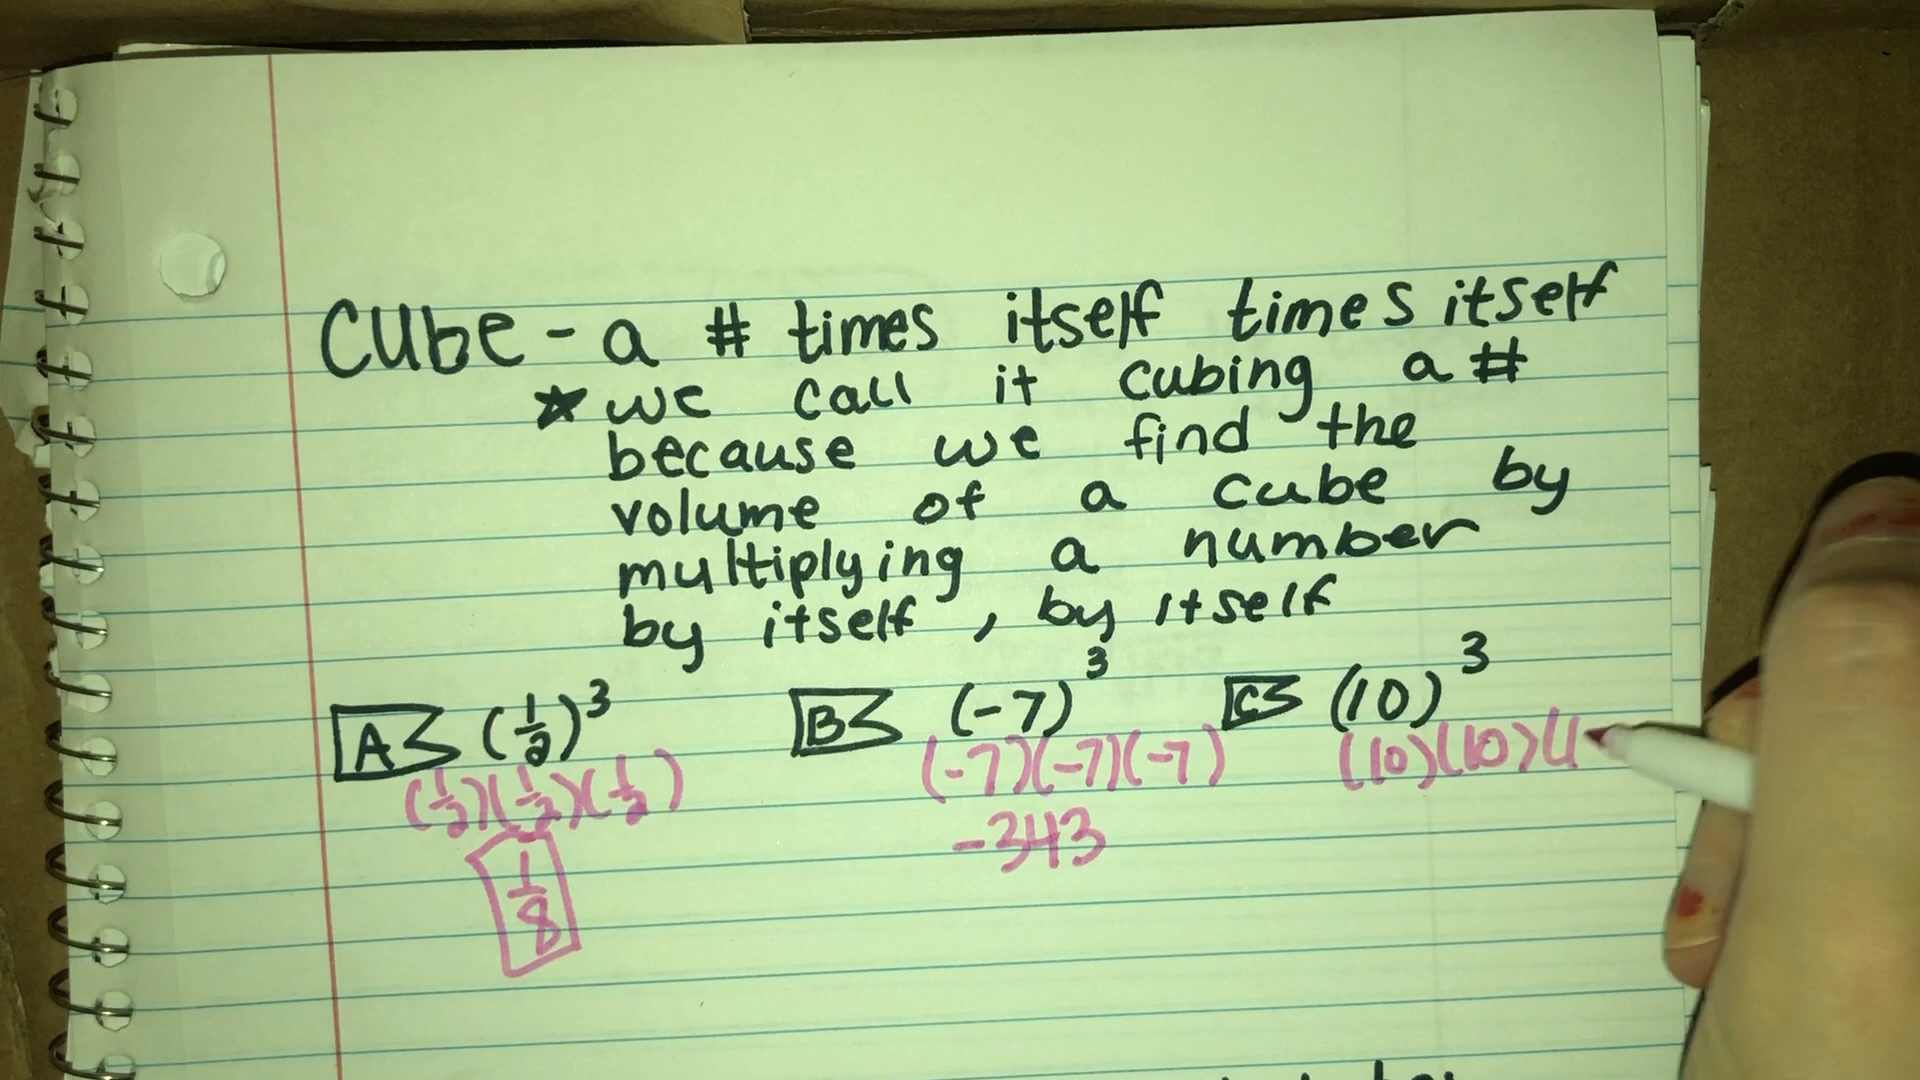 Cube - a # times itself times itself
★ we call it cubing a #
because we find the
volume of a cube by
multiplying a number
by itself, by itself
A (1/2)³ B (-7)³ C (10)³
(1/2)(1/2)(1/2) (-7)(-7)(-7) (10)(10)(1
1/8 -343